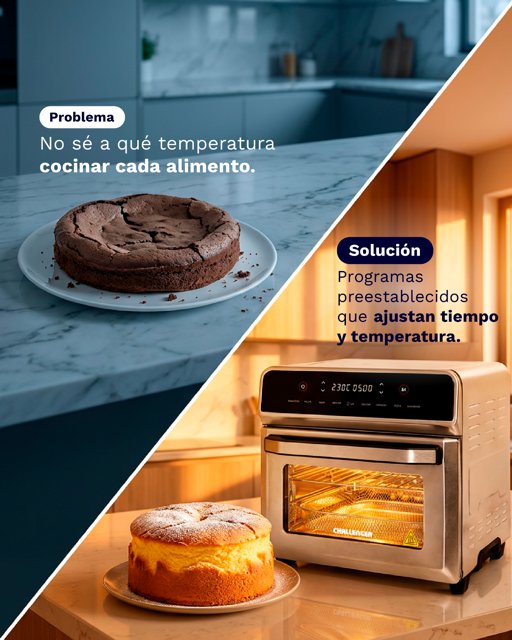 Problema
No sé a qué temperatura
cocinar cada alimento.
Solución
Programas
preestablecidos
que ajustan tiempo
y temperatura.
230C 0500
CHALLENGER